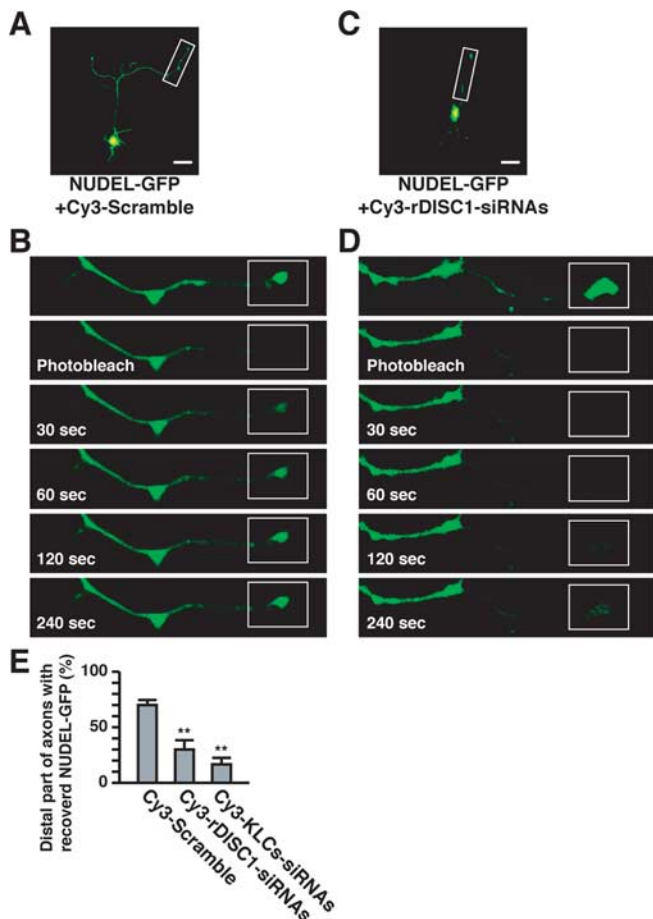 A
C
NUDEL-GFP
+Cy3-Scramble
NUDEL-GFP
+Cy3-rDISC1-siRNAs
B
Photobleach
30 sec
60 sec
120 sec
240 sec
D
Photobleach
30 sec
60 sec
120 sec
240 sec
E
Distal part of axons with
recoverd NUDEL-GFP (%)
100
50
0
**
**
Cy3-Scramble
Cy3-rDISC1-siRNAs
Cy3-KLCs-siRNAs